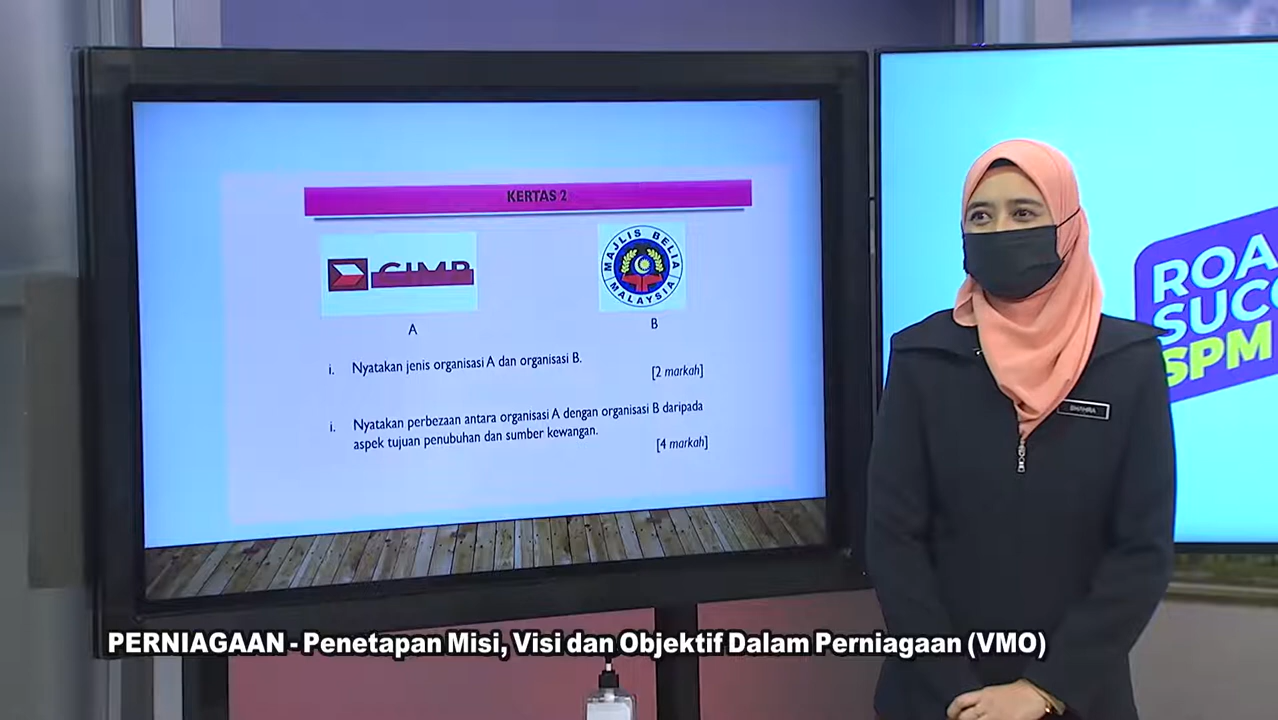 KERTAS 2
CIMB
MAJLIS BELIA
MALAYSIA
A
B
i. Nyatakan jenis organisasi A dan organisasi B.
[2 markah]
i. Nyatakan perbezaan antara organisasi A dengan organisasi B daripada
aspek tujuan penubuhan dan sumber kewangan.
[4 markah]
ROA
SUCC
SPM
PERNIAGAAN - Penetapan Misi, Visi dan Objektif Dalam Perniagaan (VMO)